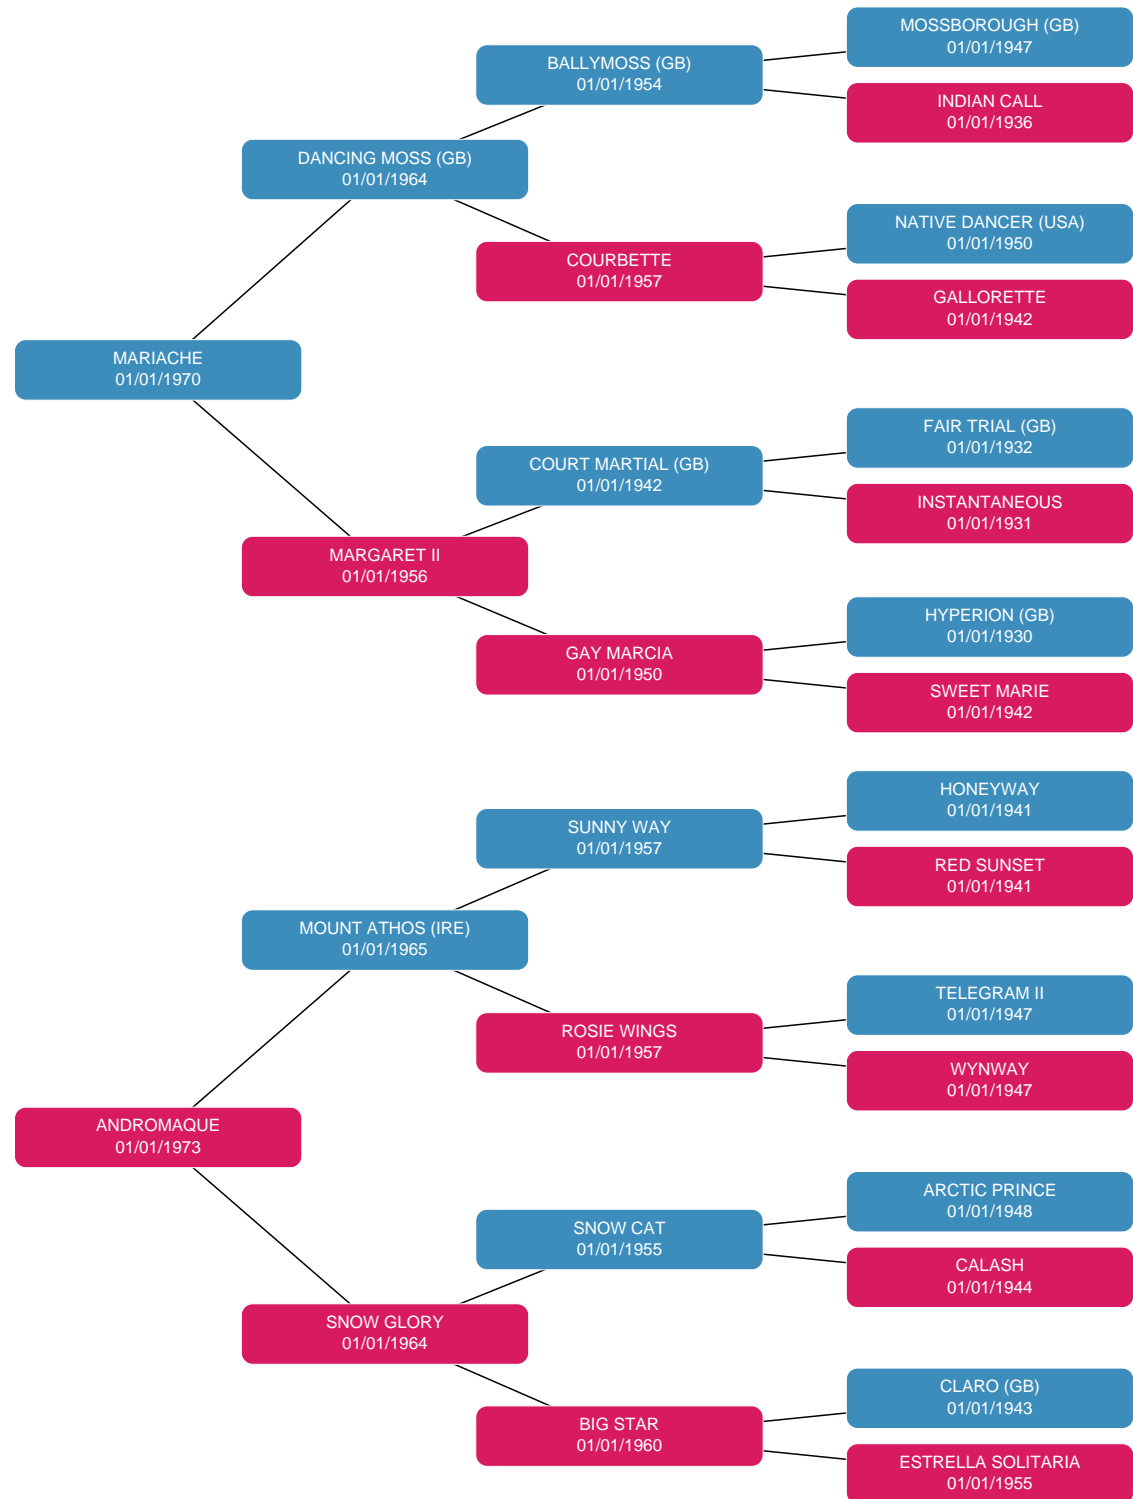 MOSSBOROUGH (GB)
01/01/1947
BALLYMOSS (GB)
01/01/1954
INDIAN CALL
01/01/1936
DANCING MOSS (GB)
01/01/1964
NATIVE DANCER (USA)
01/01/1950
COURBETTE
01/01/1957
GALLORETTE
01/01/1942
MARIACHE
01/01/1970
FAIR TRIAL (GB)
01/01/1932
COURT MARTIAL (GB)
01/01/1942
INSTANTANEOUS
01/01/1931
MARGARET II
01/01/1956
HYPERION (GB)
01/01/1930
GAY MARCIA
01/01/1950
SWEET MARIE
01/01/1942
HONEYWAY
01/01/1941
SUNNY WAY
01/01/1957
RED SUNSET
01/01/1941
MOUNT ATHOS (IRE)
01/01/1965
TELEGRAM II
01/01/1947
ROSIE WINGS
01/01/1957
WYNWAY
01/01/1947
ANDROMAQUE
01/01/1973
ARCTIC PRINCE
01/01/1948
SNOW CAT
01/01/1955
CALASH
01/01/1944
SNOW GLORY
01/01/1964
CLARO (GB)
01/01/1943
BIG STAR
01/01/1960
ESTRELLA SOLITARIA
01/01/1955